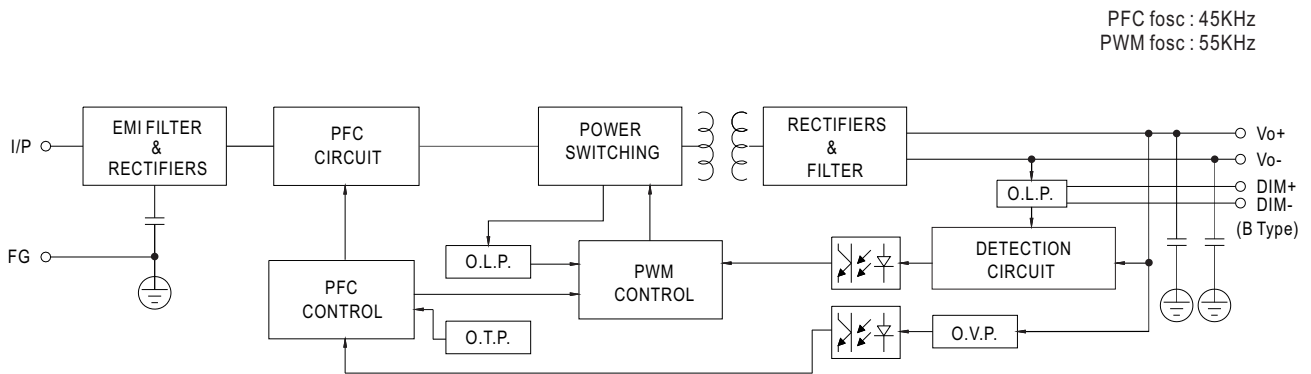 PFC fosc : 45KHz
PWM fosc : 55KHz
I/P
EMI FILTER
&
RECTIFIERS
PFC
CIRCUIT
POWER
SWITCHING
RECTIFIERS
&
FILTER
Vo+
Vo-
DIM+
DIM-
(B Type)
O.L.P.
FG
PFC
CONTROL
O.L.P.
O.T.P.
PWM
CONTROL
DETECTION
CIRCUIT
O.V.P.